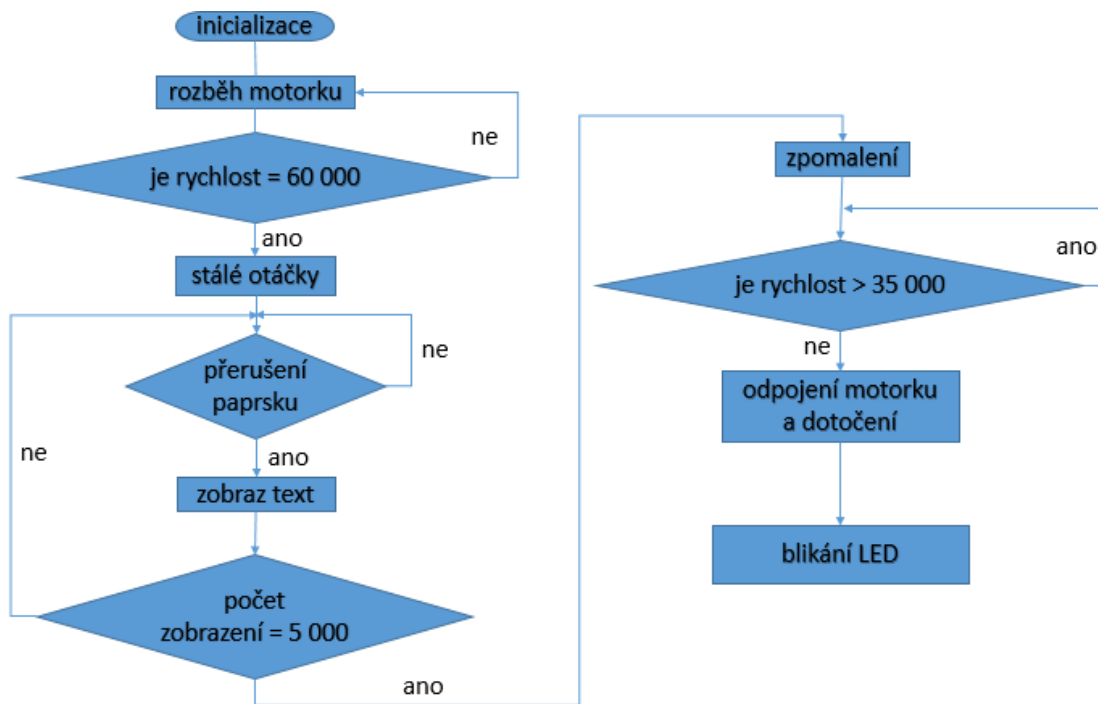 inicializace
rozběh motorku
ne
je rychlost = 60 000
ano
stálé otáčky
ne
přerušení
paprsku
ne
ano
zobraz text
počet
zobrazení = 5 000
ano
zpomalení
ano
je rychlost > 35 000
ne
odpojení motorku
a dotočení
blikání LED